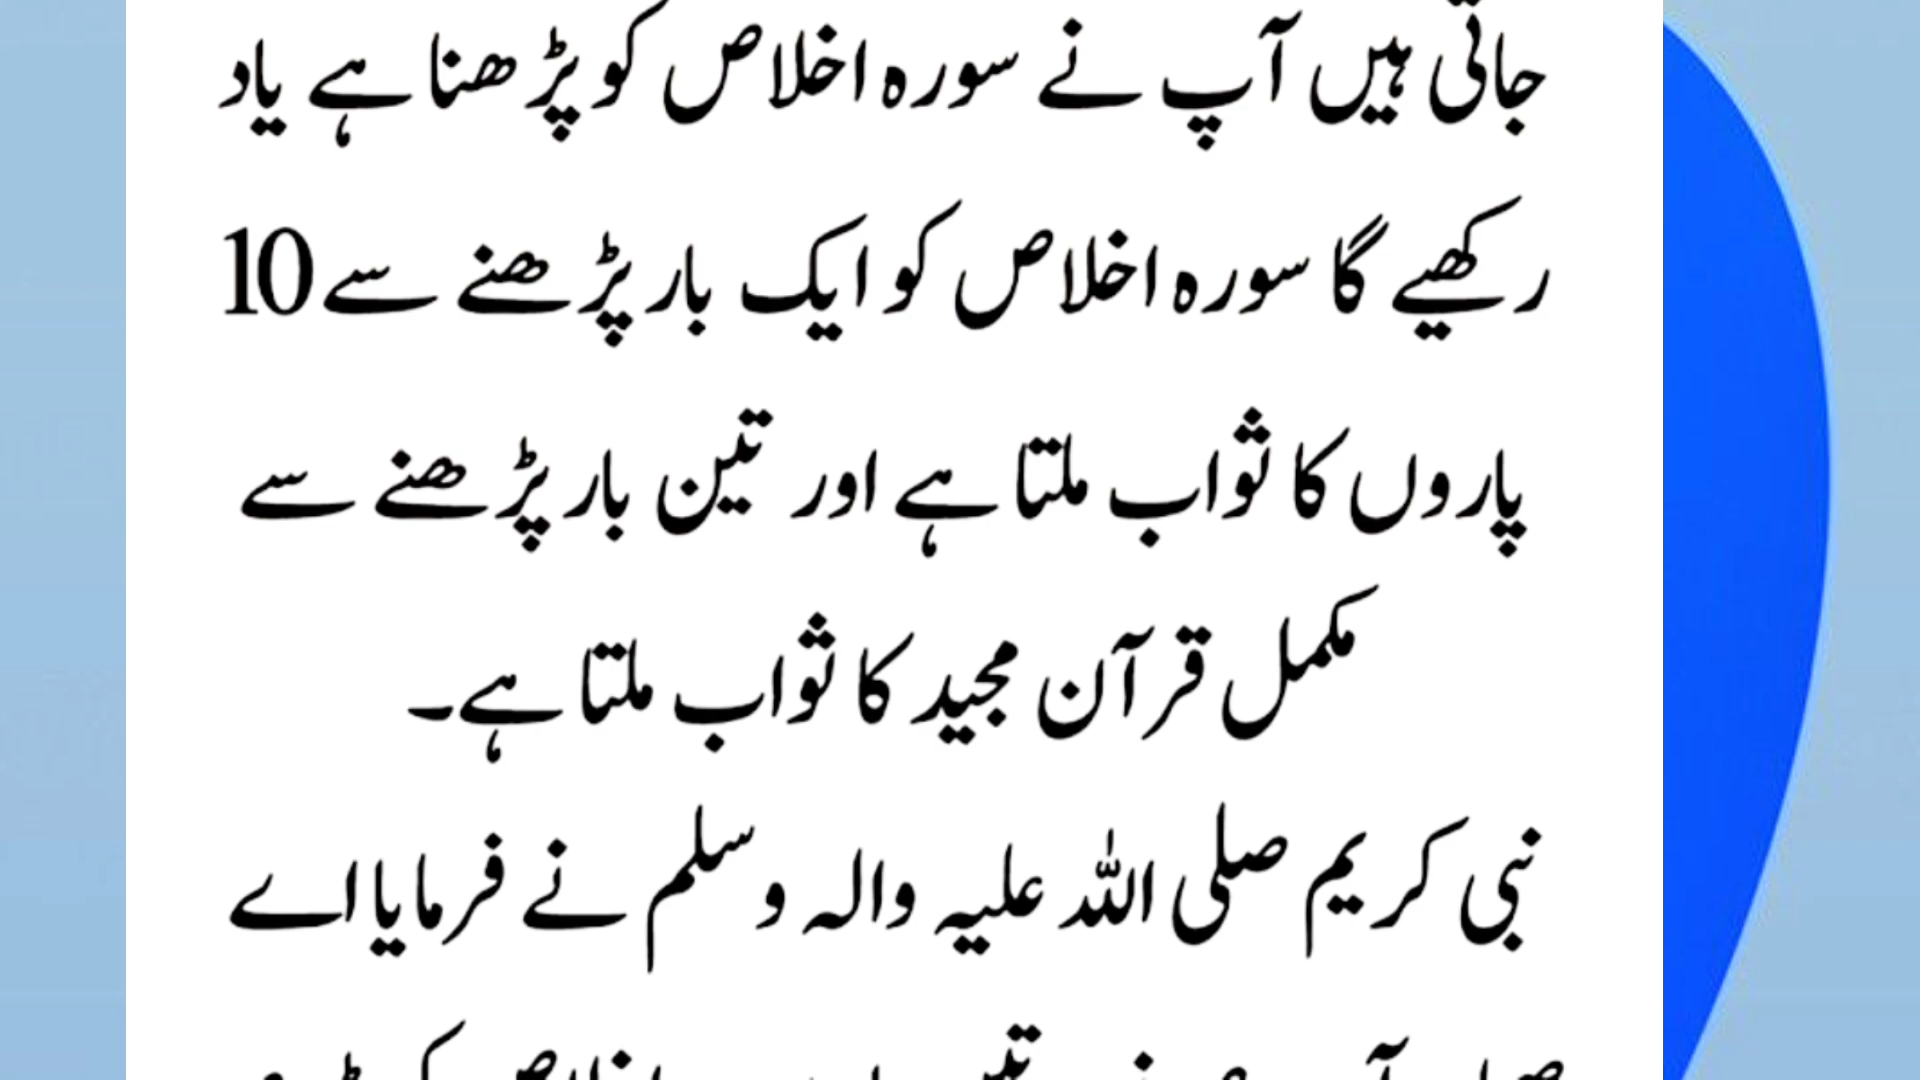 جاتی ہیں آپ نے سورہ اخلاص کو پڑھنا ہے یاد
رکھیے گا سورہ اخلاص کو ایک بار پڑھنے سے 10
پاروں کا ثواب ملتا ہے اور تین بار پڑھنے سے
مکمل قرآن مجید کا ثواب ملتا ہے۔
نبی کریم صلی اللہ علیہ والہ وسلم نے فرمایا اے